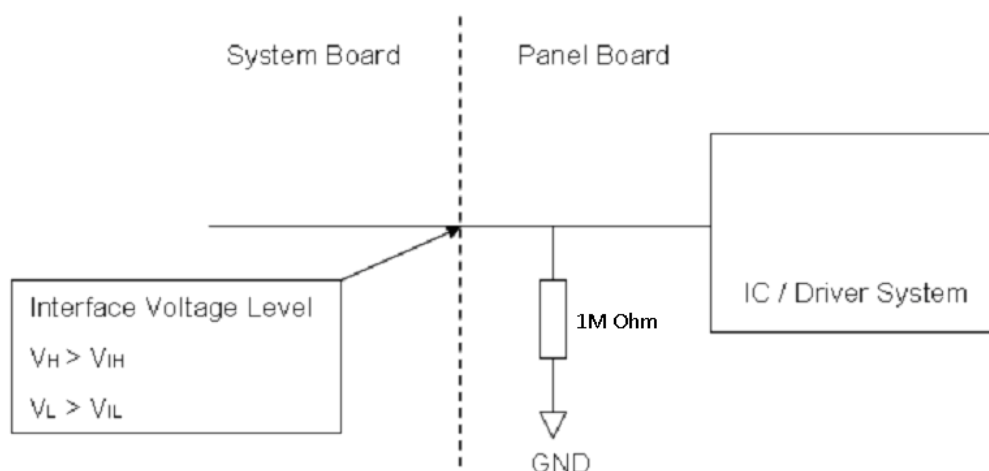 System Board
Panel Board
Interface Voltage Level
VH > VIH
VL > VIL
1M Ohm
IC / Driver System
GND